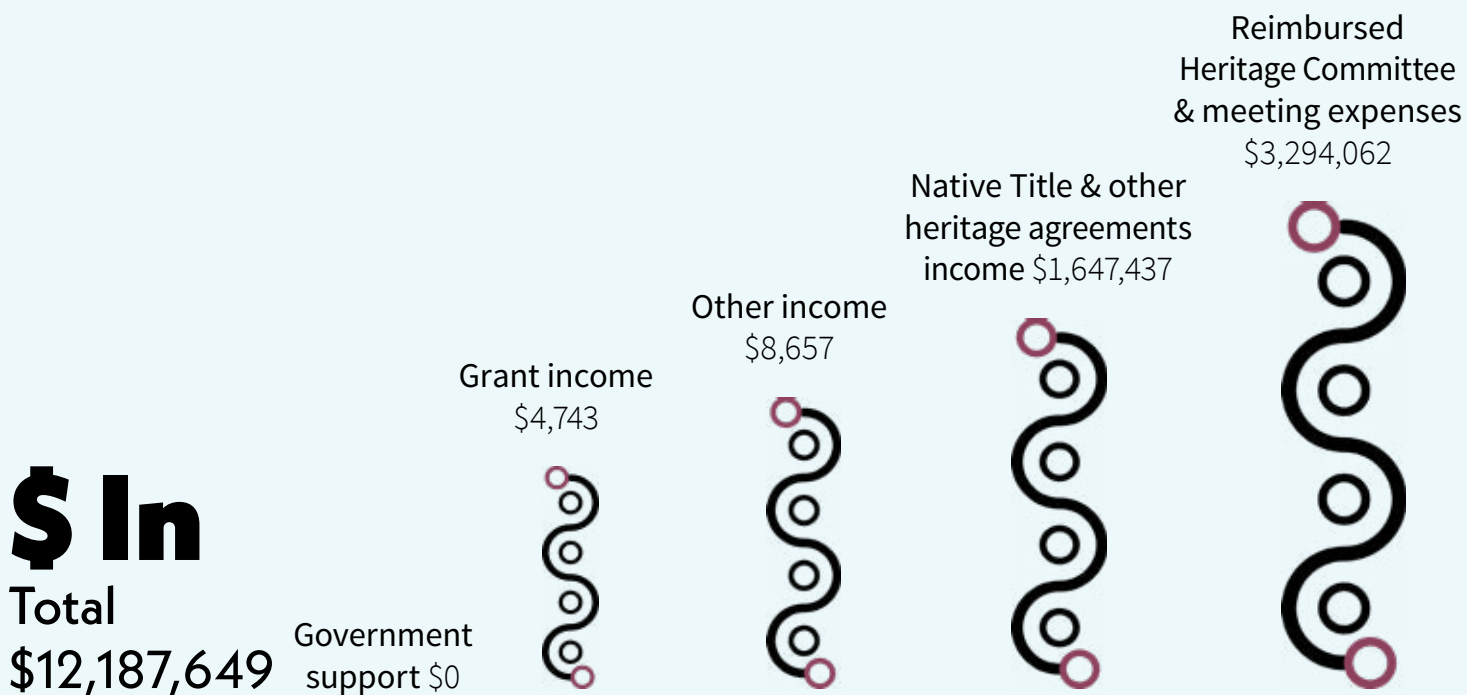 $ In
Total
$12,187,649
Government
support $0
Grant income
$4,743
Other income
$8,657
Native Title & other
heritage agreements
income $1,647,437
Reimbursed
Heritage Committee
& meeting expenses
$3,294,062